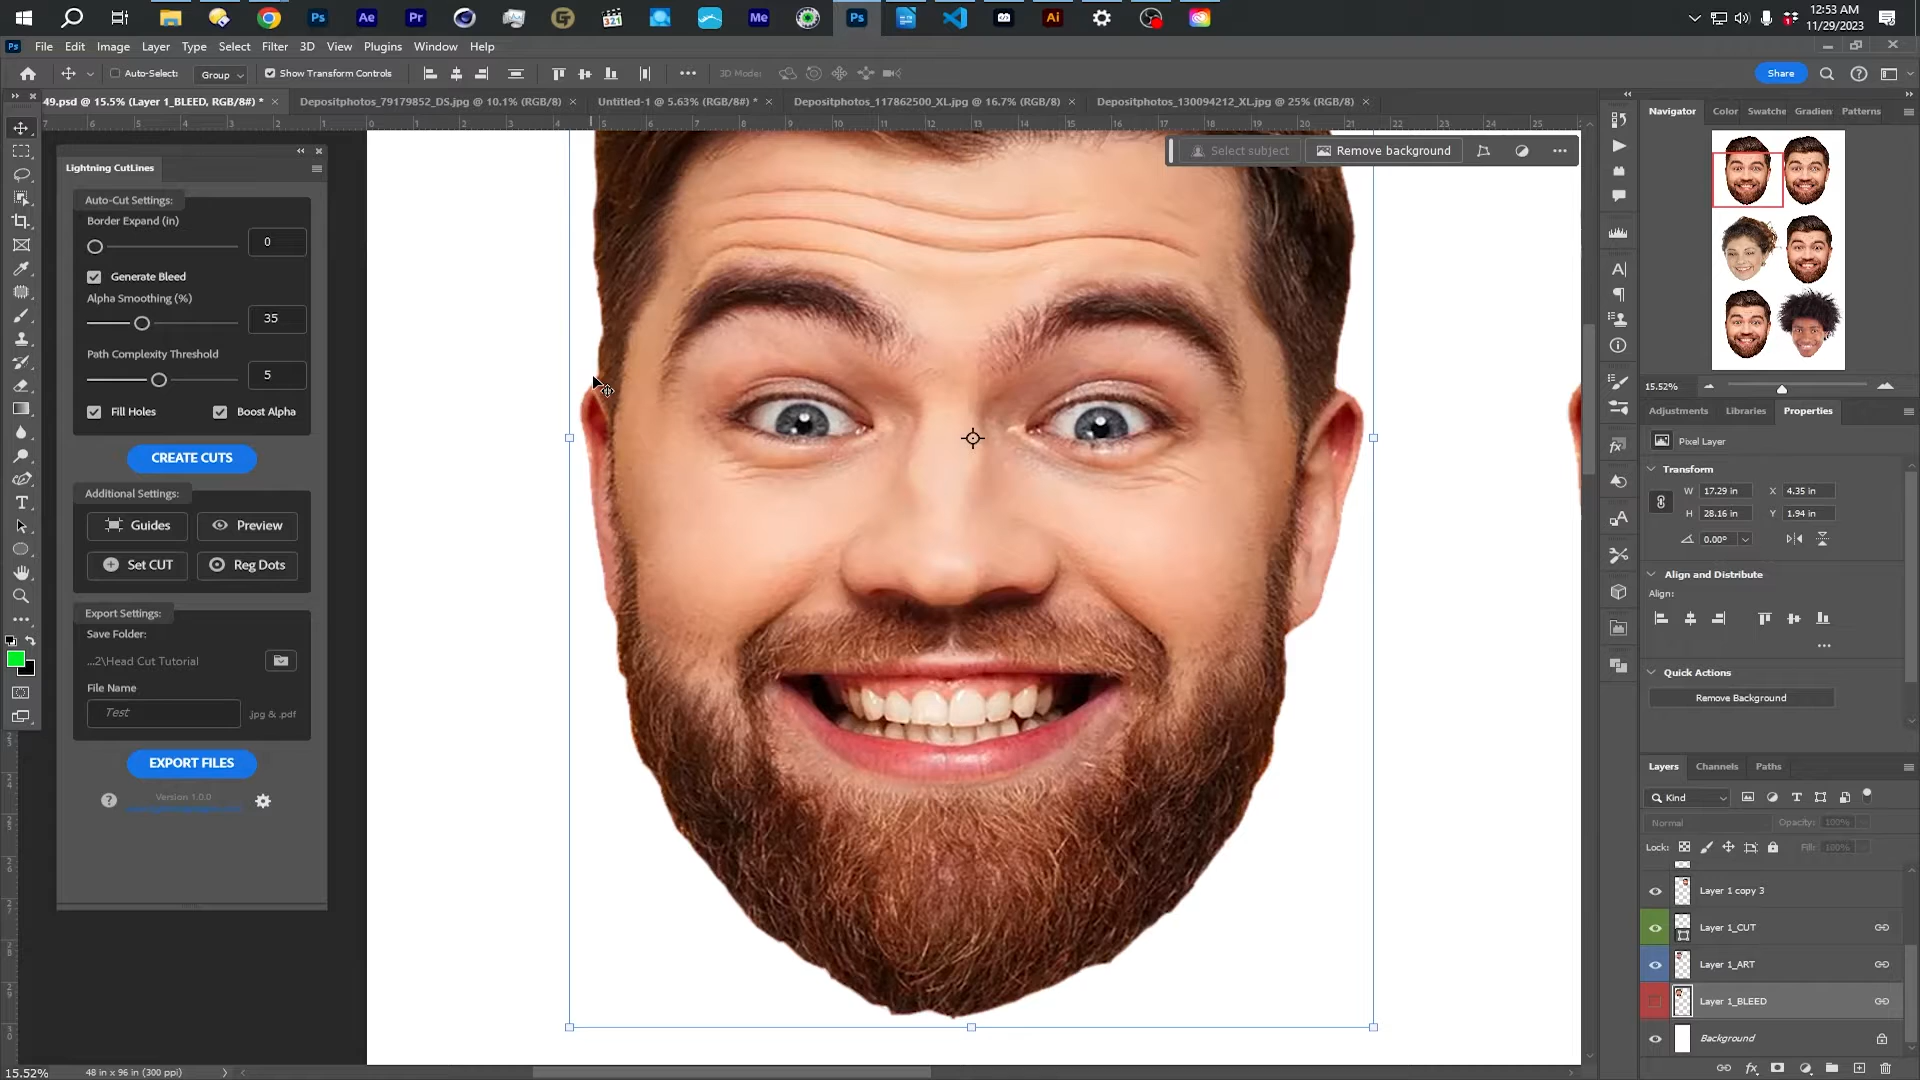 12:53 AM
11/29/2023
File Edit Image Layer Type Select Filter 3D View Plugins Window Help
Auto-Select: Group Show Transform Controls 3D Mode: Share
49.psd @ 15.5% (Layer 1_BLEED, RGB/8#) * Depositphotos_79179852_DS.jpg @ 10.1% (RGB/8) Untitled-1 @ 5.63% (RGB/8#) * Depositphotos_117862500_XL.jpg @ 16.7% (RGB/8) Depositphotos_130094212_XL.jpg @ 25% (RGB/8)
Select subject Remove background
Lightning CutLines
Auto-Cut Settings:
Border Expand (in)
0
Generate Bleed
Alpha Smoothing (%)
35
Path Complexity Threshold
5
Fill Holes Boost Alpha
CREATE CUTS
Additional Settings:
Guides Preview
Set CUT Reg Dots
Export Settings:
Save Folder:
...2\Head Cut Tutorial
File Name
Test .jpg & .pdf
EXPORT FILES
Version 1.0.0
Navigator Color Swatche Gradien Patterns
15.52%
Adjustments Libraries Properties
Pixel Layer
Transform
W 17.29 in X 4.35 in
H 28.16 in Y 1.94 in
0.00°
Align and Distribute
Align:
Quick Actions
Remove Background
Layers Channels Paths
Kind
Normal Opacity: 100%
Lock: Fill: 100%
Layer 1 copy 3
Layer 1_CUT
Layer 1_ART
Layer 1_BLEED
Background
15.52% 48 in x 96 in (300 ppi)